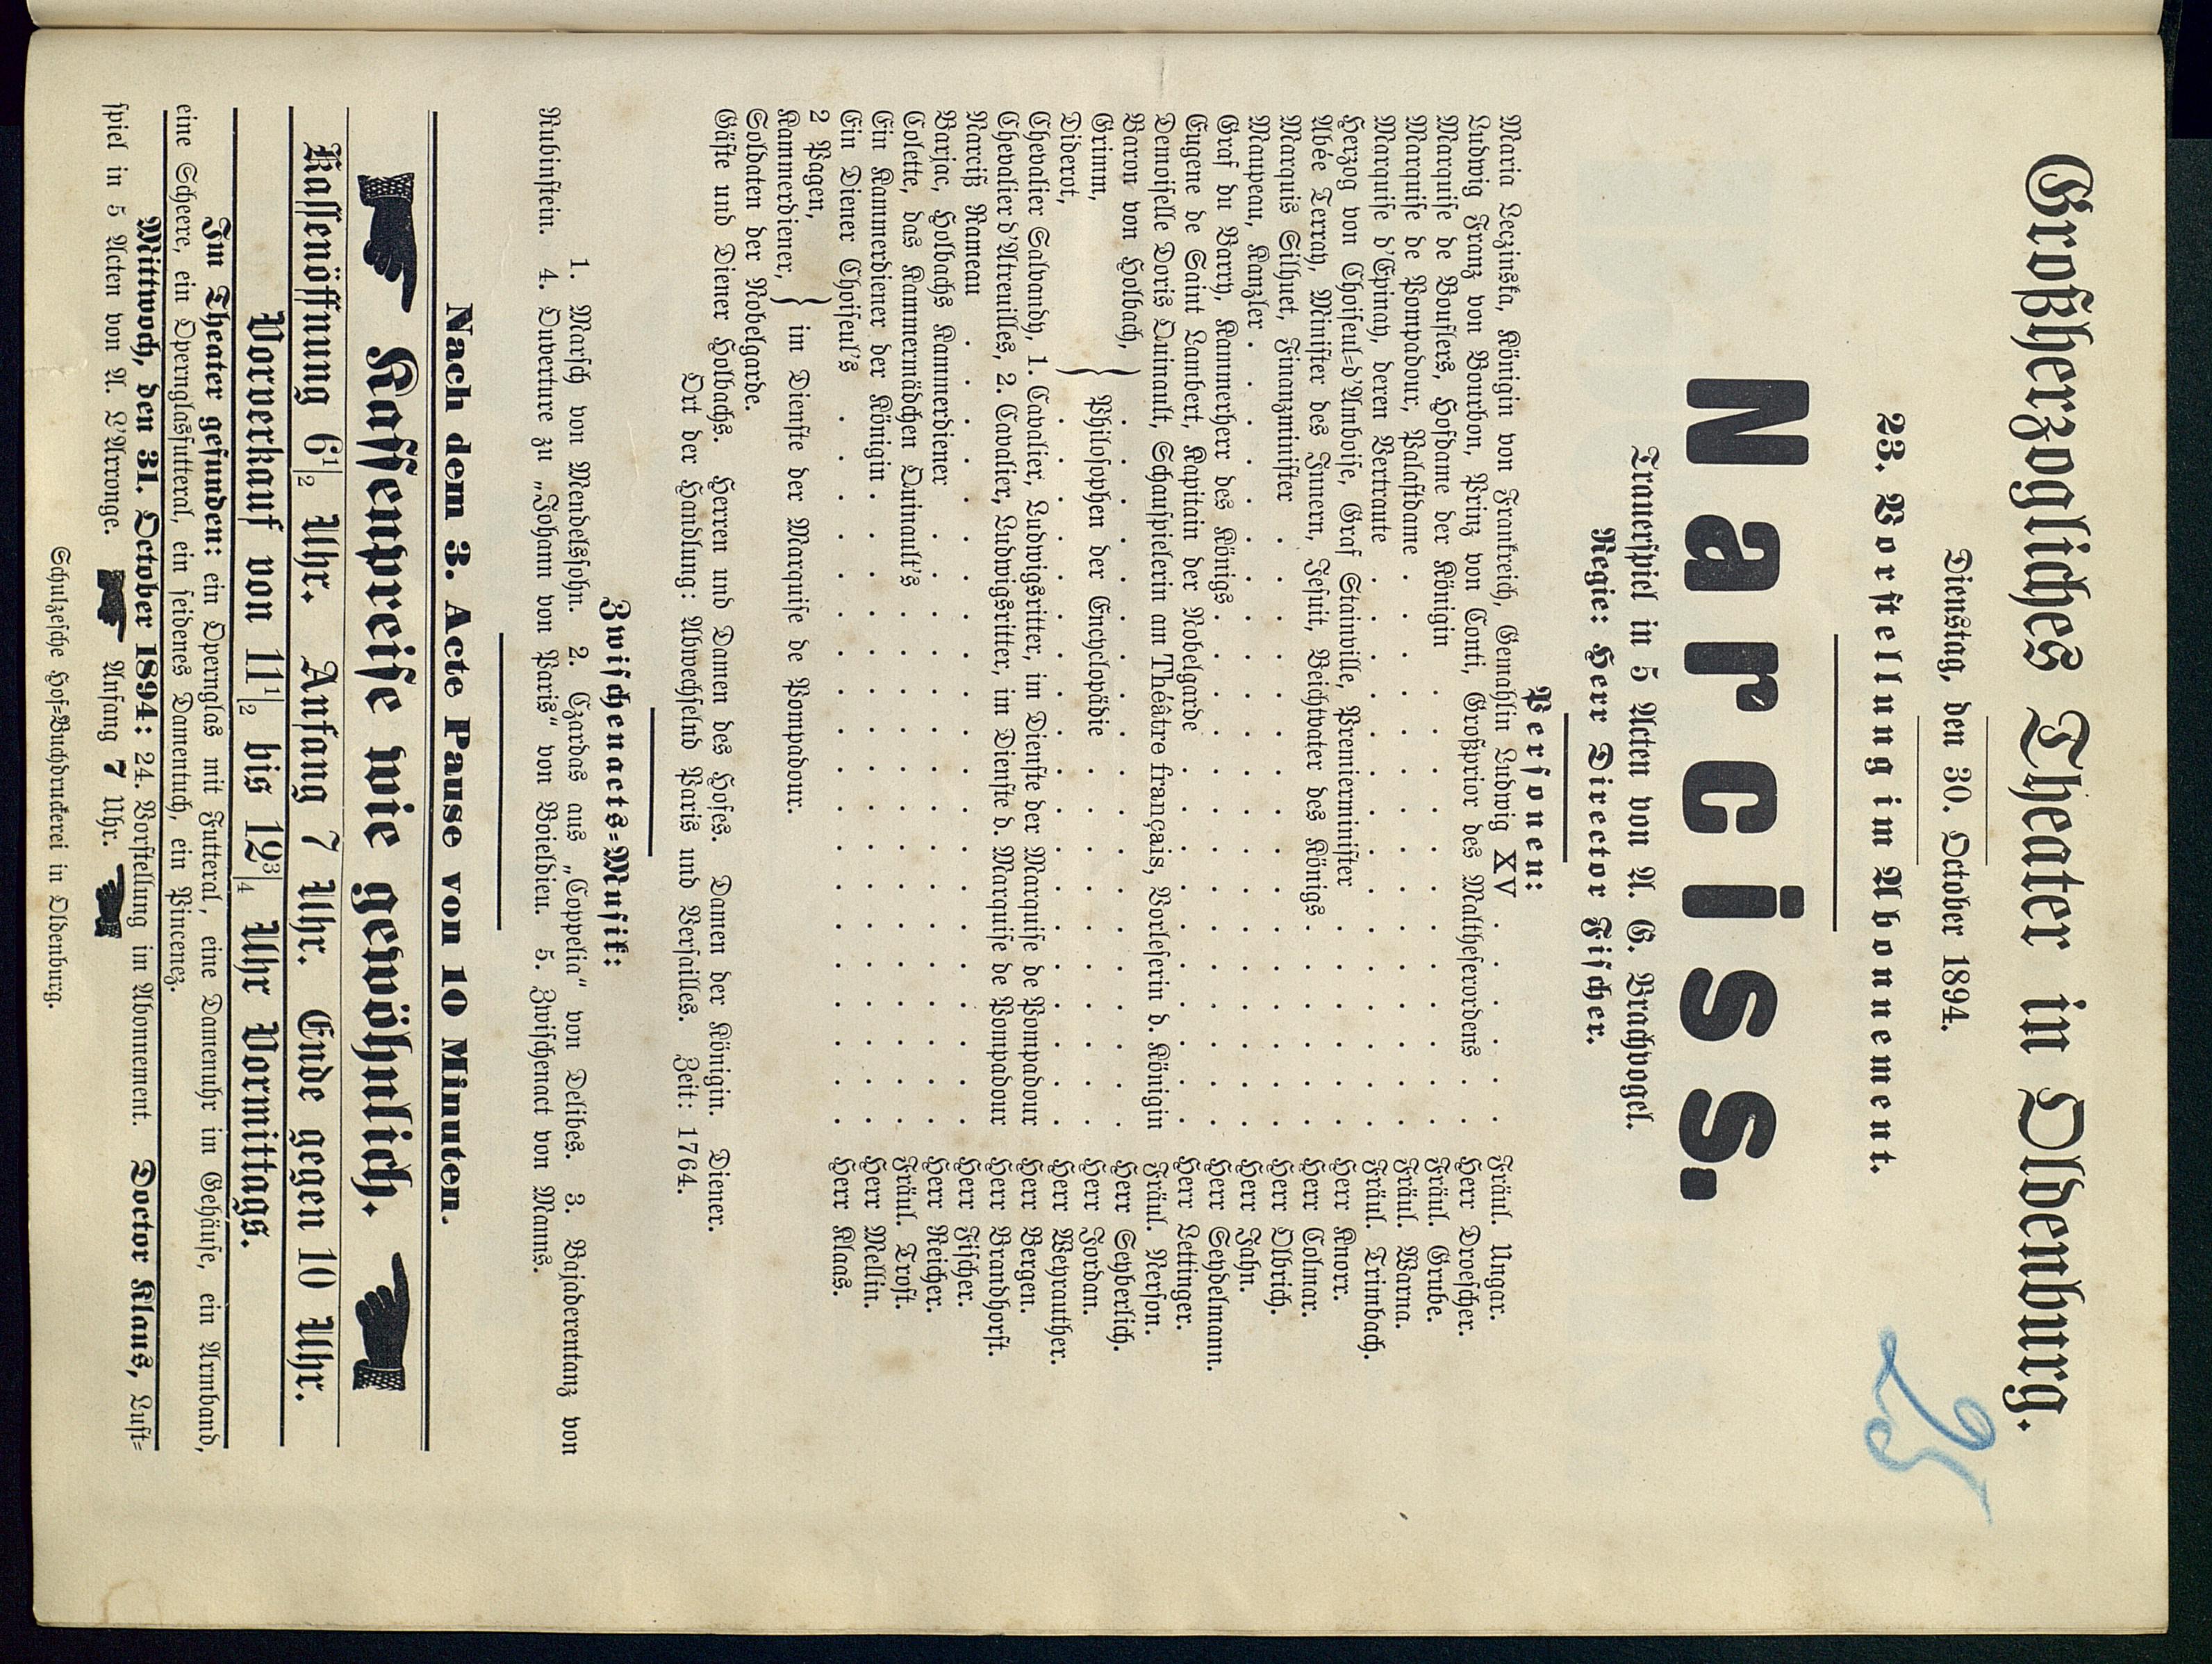 Großherzogliches Theater in Oldenburg.
Dienstag, den 30. October 1894.
25
23. Vorstellung im Abonnement.
Narciss.
Trauerspiel in 5 Acten von A. E. Brachvogel.
Regie: Herr Director Fischer.
Personen:
Maria Leczinska, Königin von Frankreich, Gemahlin Ludwig XV . . . . . . Fräul. Ungar.
Ludwig Franz von Bourbon, Prinz von Conti, Großprior des Maltheserordens . . Herr Droescher.
Marquise de Bouflers, Hofdame der Königin . . . . . . . . . . . . Fräul. Grube.
Marquise de Pompadour, Palastdame . . . . . . . . . . . . . . Fräul. Warna.
Marquise d'Epinay, deren Vertraute . . . . . . . . . . . . . . Fräul. Trimbach.
Herzog von Choiseul-d'Amboise, Graf Stainville, Premierminister . . . . . . Herr Knorr.
Abée Terray, Minister des Innern, Jesuit, Beichtvater des Königs . . . . . . Herr Colmar.
Marquis Silhuet, Finanzminister . . . . . . . . . . . . . . . Herr Olbrich.
Maupeau, Kanzler . . . . . . . . . . . . . . . . . . . . Herr Jahn.
Graf du Barry, Kammerherr des Königs . . . . . . . . . . . . . Herr Seydelmann.
Eugene de Saint Lambert, Kapitain der Nobelgarde . . . . . . . . . . Herr Lettinger.
Demoiselle Doris Quinault, Schauspielerin am Théâtre français, Vorleserin d. Königin Fräul. Nerson.
Baron von Holbach, . . . . . . . . . . . . . . . . . . . Herr Seyberlich.
Grimm, } Philosophen der Encyclopädie . . . . . . . . . . Herr Jordan.
Diderot, . . . . . . . . . . . . . . . . . . . Herr Weyrauther.
Chevalier Salvandy, 1. Cavalier, Ludwigsritter, im Dienste der Marquise de Pompadour Herr Bergen.
Chevalier d'Atreuilles, 2. Cavalier, Ludwigsritter, im Dienste d. Marquise de Pompadour Herr Brandhorst.
Narciß Rameau . . . . . . . . . . . . . . . . . . . . Herr Fischer.
Barjac, Holbachs Kammerdiener . . . . . . . . . . . . . . . . Herr Reicher.
Colette, das Kammermädchen Quinault's . . . . . . . . . . . . . . Fräul. Trost.
Ein Kammerdiener der Königin . . . . . . . . . . . . . . . . Herr Mellin.
Ein Diener Choiseul's . . . . . . . . . . . . . . . . . . Herr Klaas.
2 Pagen,
Kammerdiener, } im Dienste der Marquise de Pompadour.
Soldaten der Nobelgarde.
Gäste und Diener Holbachs. Herren und Damen des Hofes. Damen der Königin. Diener.
Ort der Handlung: Abwechselnd Paris und Versailles. Zeit: 1764.
Zwischenacts-Musik:
1. Marsch von Mendelssohn. 2. Czardas aus „Coppelia“ von Delibes. 3. Bajaderentanz von
Rubinstein. 4. Ouverture zu „Johann von Paris“ von Boieldieu. 5. Zwischenact von Manns.
Nach dem 3. Acte Pause von 10 Minuten.
Kassenpreise wie gewöhnlich.
Kassenöffnung 6 1/2 Uhr. Anfang 7 Uhr. Ende gegen 10 Uhr.
Vorverkauf von 11 1/2 bis 12 3/4 Uhr Vormittags.
Im Theater gefunden: ein Opernglas mit Futteral, eine Damenuhr im Gehäuse, ein Armband,
eine Scheere, ein Opernglasfutteral, ein seidenes Damentuch, ein Pincenez.
Mittwoch, den 31. October 1894: 24. Vorstellung im Abonnement. Doctor Klaus, Lust-
spiel in 5 Acten von A. L'Arronge. Anfang 7 Uhr.
Schulzesche Hof-Buchdruckerei in Oldenburg.